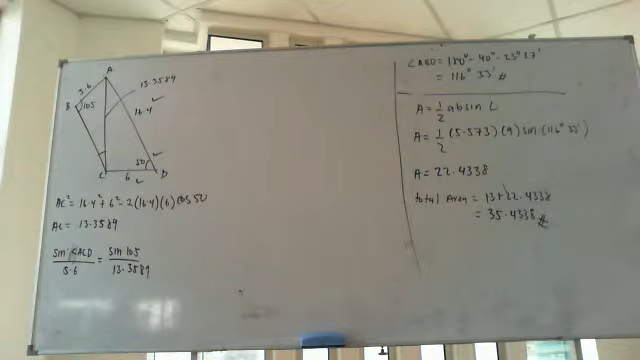 A
5.6
13.3584
B
105
16.4
50
C
6
D
AC² = 16.4² + 6² - 2(16.4)(6) cos 50
AC = 13.3589
sin <ACD / 5.6 = sin 105 / 13.3589
= 180° - 40° - 23° 27'
= 116° 33'
A = 1/2 ab sin C
A = 1/2 (5.573)(9) sin (116° 33')
A = 22.4338
total Area = 13 + 22.4338
= 35.4338